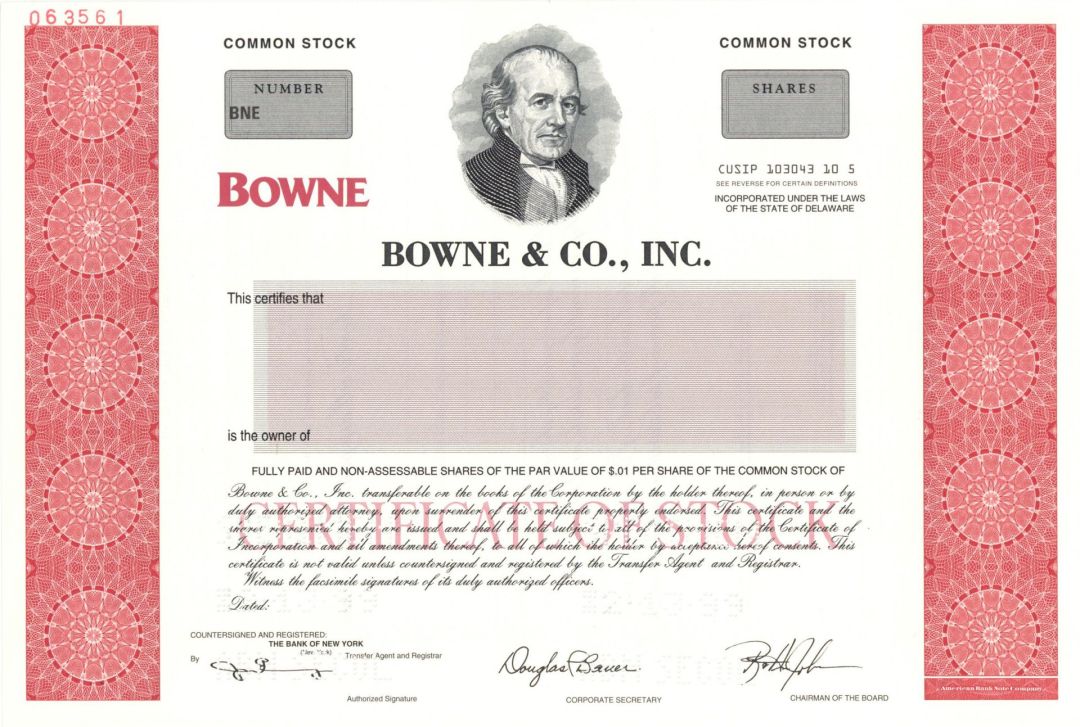 063561
COMMON STOCK
COMMON STOCK
NUMBER
BNE
SHARES
BOWNE
CUSIP 103043 10 5
SEE REVERSE FOR CERTAIN DEFINITIONS
INCORPORATED UNDER THE LAWS
OF THE STATE OF DELAWARE
BOWNE & CO., INC.
This certifies that
is the owner of
FULLY PAID AND NON-ASSESSABLE SHARES OF THE PAR VALUE OF $.01 PER SHARE OF THE COMMON STOCK OF
Bowne & Co., Inc. transferable on the books of the Corporation by the holder thereof, in person or by
duly authorized attorney, upon surrender of this certificate properly endorsed. This certificate and the
shares represented hereby are issued and shall be held subject to all of the provisions of the Certificate of
Incorporation and all amendments thereof, to all of which the holder by acceptance hereof consents. This
certificate is not valid unless countersigned and registered by the Transfer Agent and Registrar.
Witness the facsimile signatures of its duly authorized officers.
CERTIFICATE OF STOCK
Dated:
COUNTERSIGNED AND REGISTERED:
THE BANK OF NEW YORK
(New York)
By
Transfer Agent and Registrar
Douglas Bauer
Authorized Signature
CORPORATE SECRETARY
CHAIRMAN OF THE BOARD
American Bank Note Company